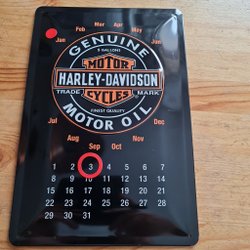 Feb Mar Apr May
Jan Jun
GENUINE
5 GALLONS
MOTOR
HARLEY-DAVIDSON
TRADE MARK
CYCLES
FINEST QUALITY
MOTOR OIL
Jul Dec
Aug Nov
Sep Oct
1 2 3 4 5 6 7
8 9 10 11 12 13 14
15 16 17 18 19 20 21
22 23 24 25 26 27 28
29 30 31